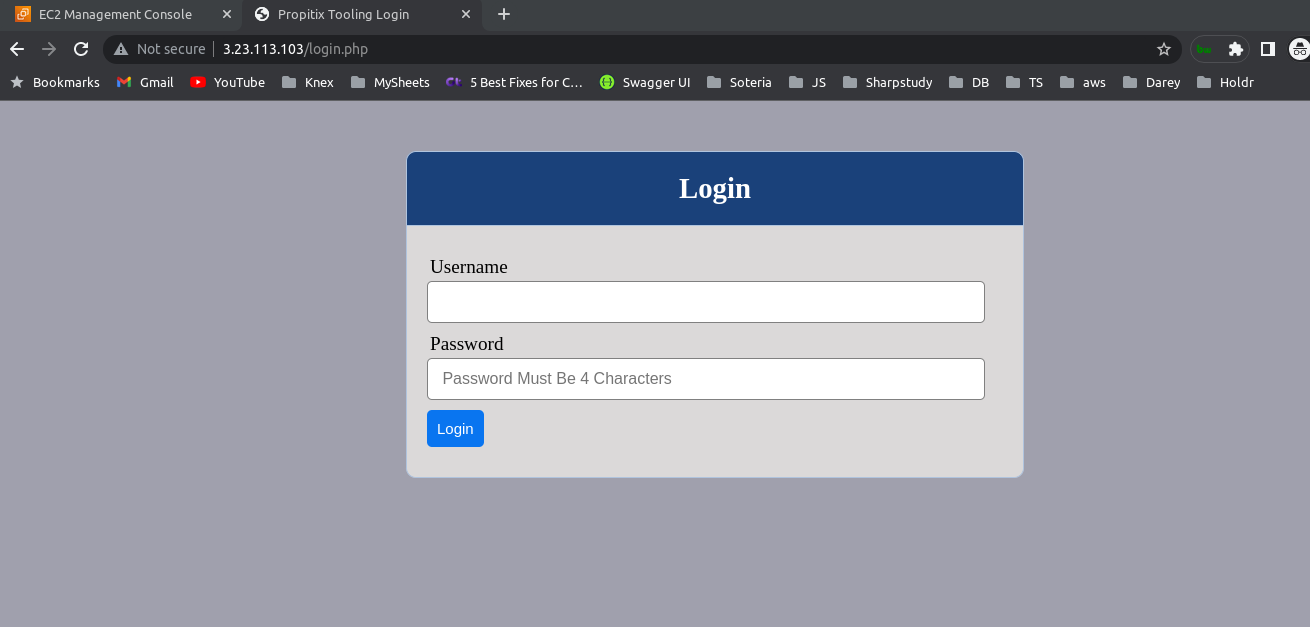 EC2 Management Console
Propitix Tooling Login
Not secure 3.23.113.103/login.php
bw
Bookmarks Gmail YouTube Knex MySheets 5 Best Fixes for C... Swagger UI Soteria JS Sharpstudy DB TS aws Darey Holdr
Login
Username
Password
Password Must Be 4 Characters
Login